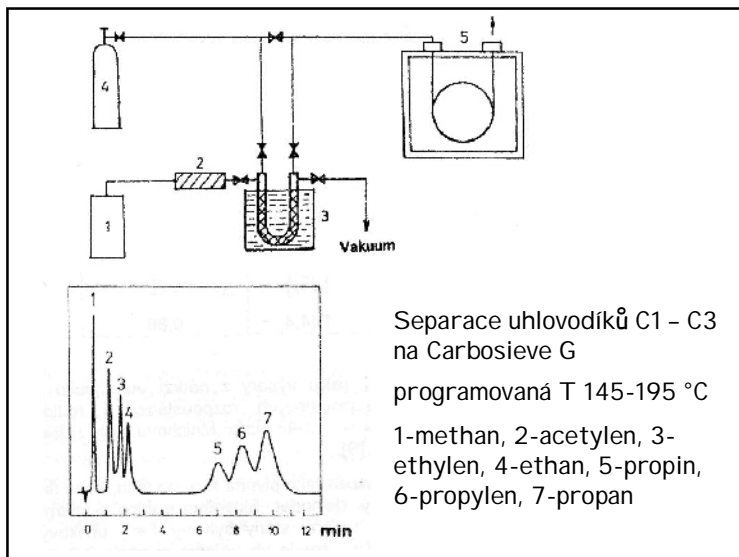 5
4
2
1
3
Vakuum
1
2
3
4
5
6
7
0 2 4 6 8 10 12
min
Separace uhlovodíků C1 – C3
na Carbosieve G
programovaná T 145-195 °C
1-methan, 2-acetylen, 3-
ethylen, 4-ethan, 5-propin,
6-propylen, 7-propan